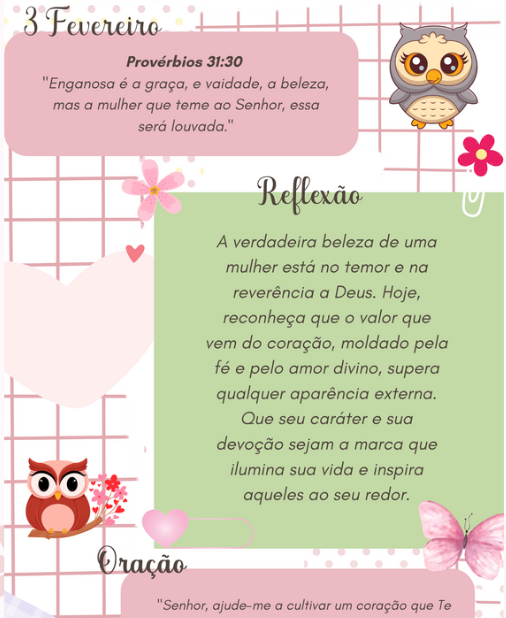 3 Fevereiro
Provérbios 31:30
"Enganosa é a graça, e vaidade, a beleza,
mas a mulher que teme ao Senhor, essa
será louvada."
Reflexão
A verdadeira beleza de uma
mulher está no temor e na
reverência a Deus. Hoje,
reconheça que o valor que
vem do coração, moldado pela
fé e pelo amor divino, supera
qualquer aparência externa.
Que seu caráter e sua
devoção sejam a marca que
ilumina sua vida e inspira
aqueles ao seu redor.
Oração
"Senhor, ajude-me a cultivar um coração que Te